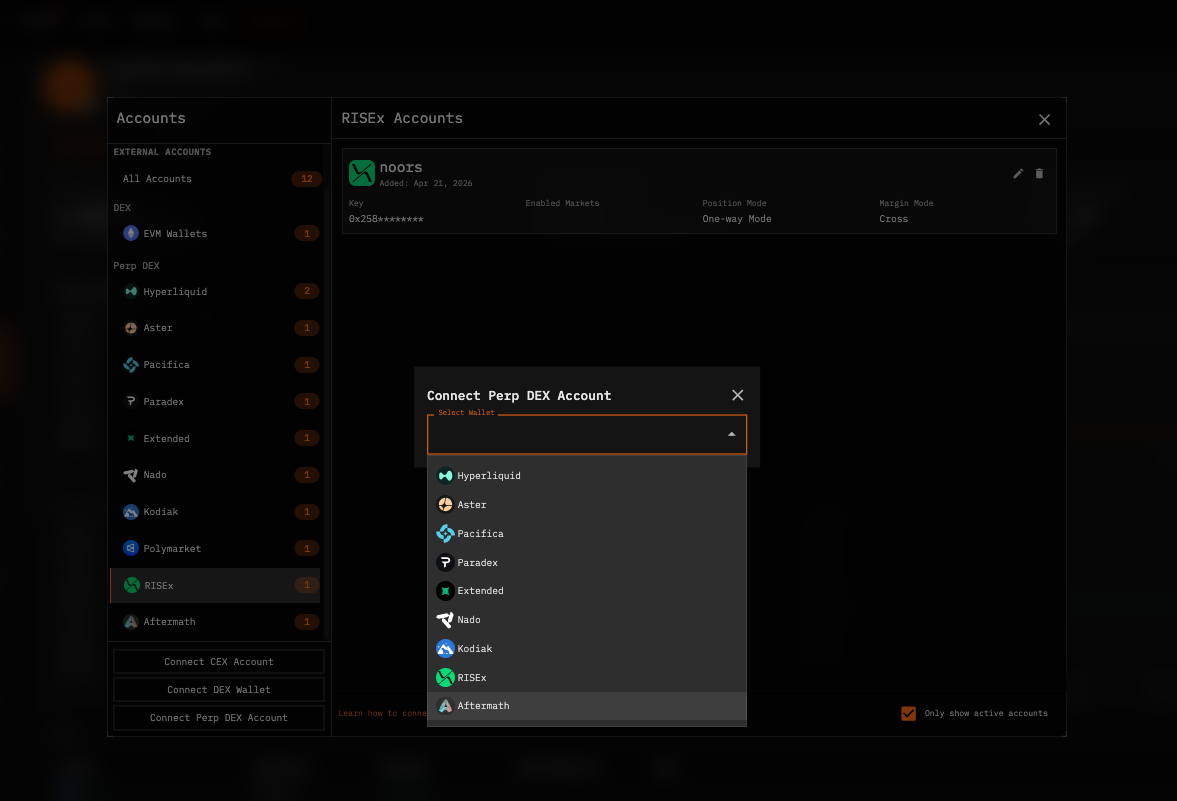 Accounts
EXTERNAL ACCOUNTS
All Accounts 12
DEX
EVM Wallets 1
Perp DEX
Hyperliquid 2
Aster 1
Pacifica 1
Paradex 1
Extended 1
Nado 1
Kodiak 1
Polymarket 1
RISEx 1
Aftermath 1
Connect CEX Account
Connect DEX Wallet
Connect Perp DEX Account
RISEx Accounts
noors
Added: Apr 21, 2026
Key Enabled Markets Position Mode Margin Mode
0x258******** One-way Mode Cross
Connect Perp DEX Account
Select Wallet
Hyperliquid
Aster
Pacifica
Paradex
Extended
Nado
Kodiak
RISEx
Aftermath
Learn how to conne
Only show active accounts